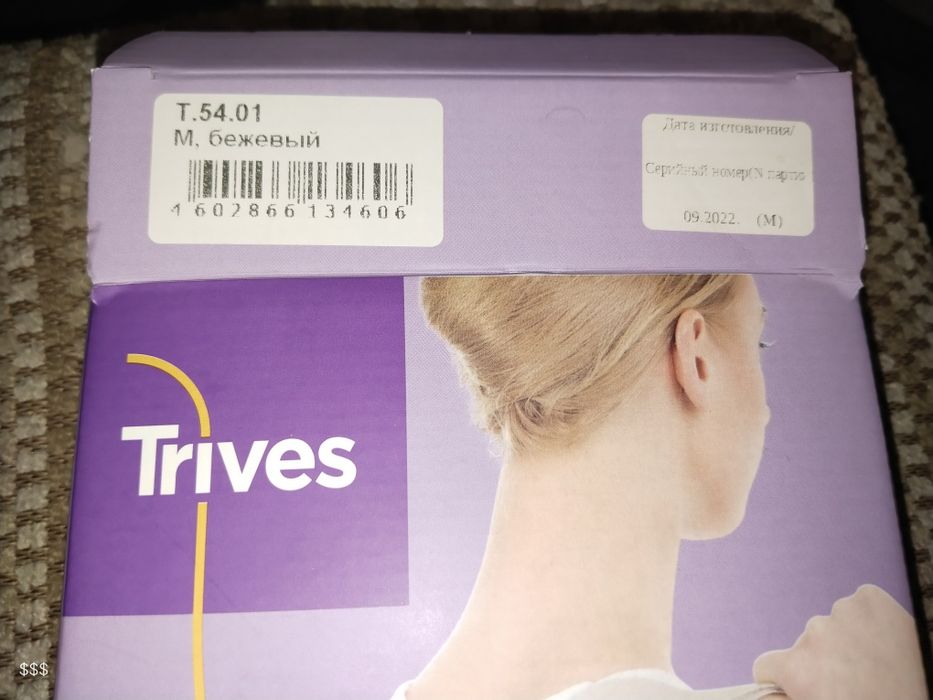 T.54.01
М, бежевый
4602866134606
Дата изготовления/
Серийный номер(N партии
09.2022. (М)
Trives
$$$